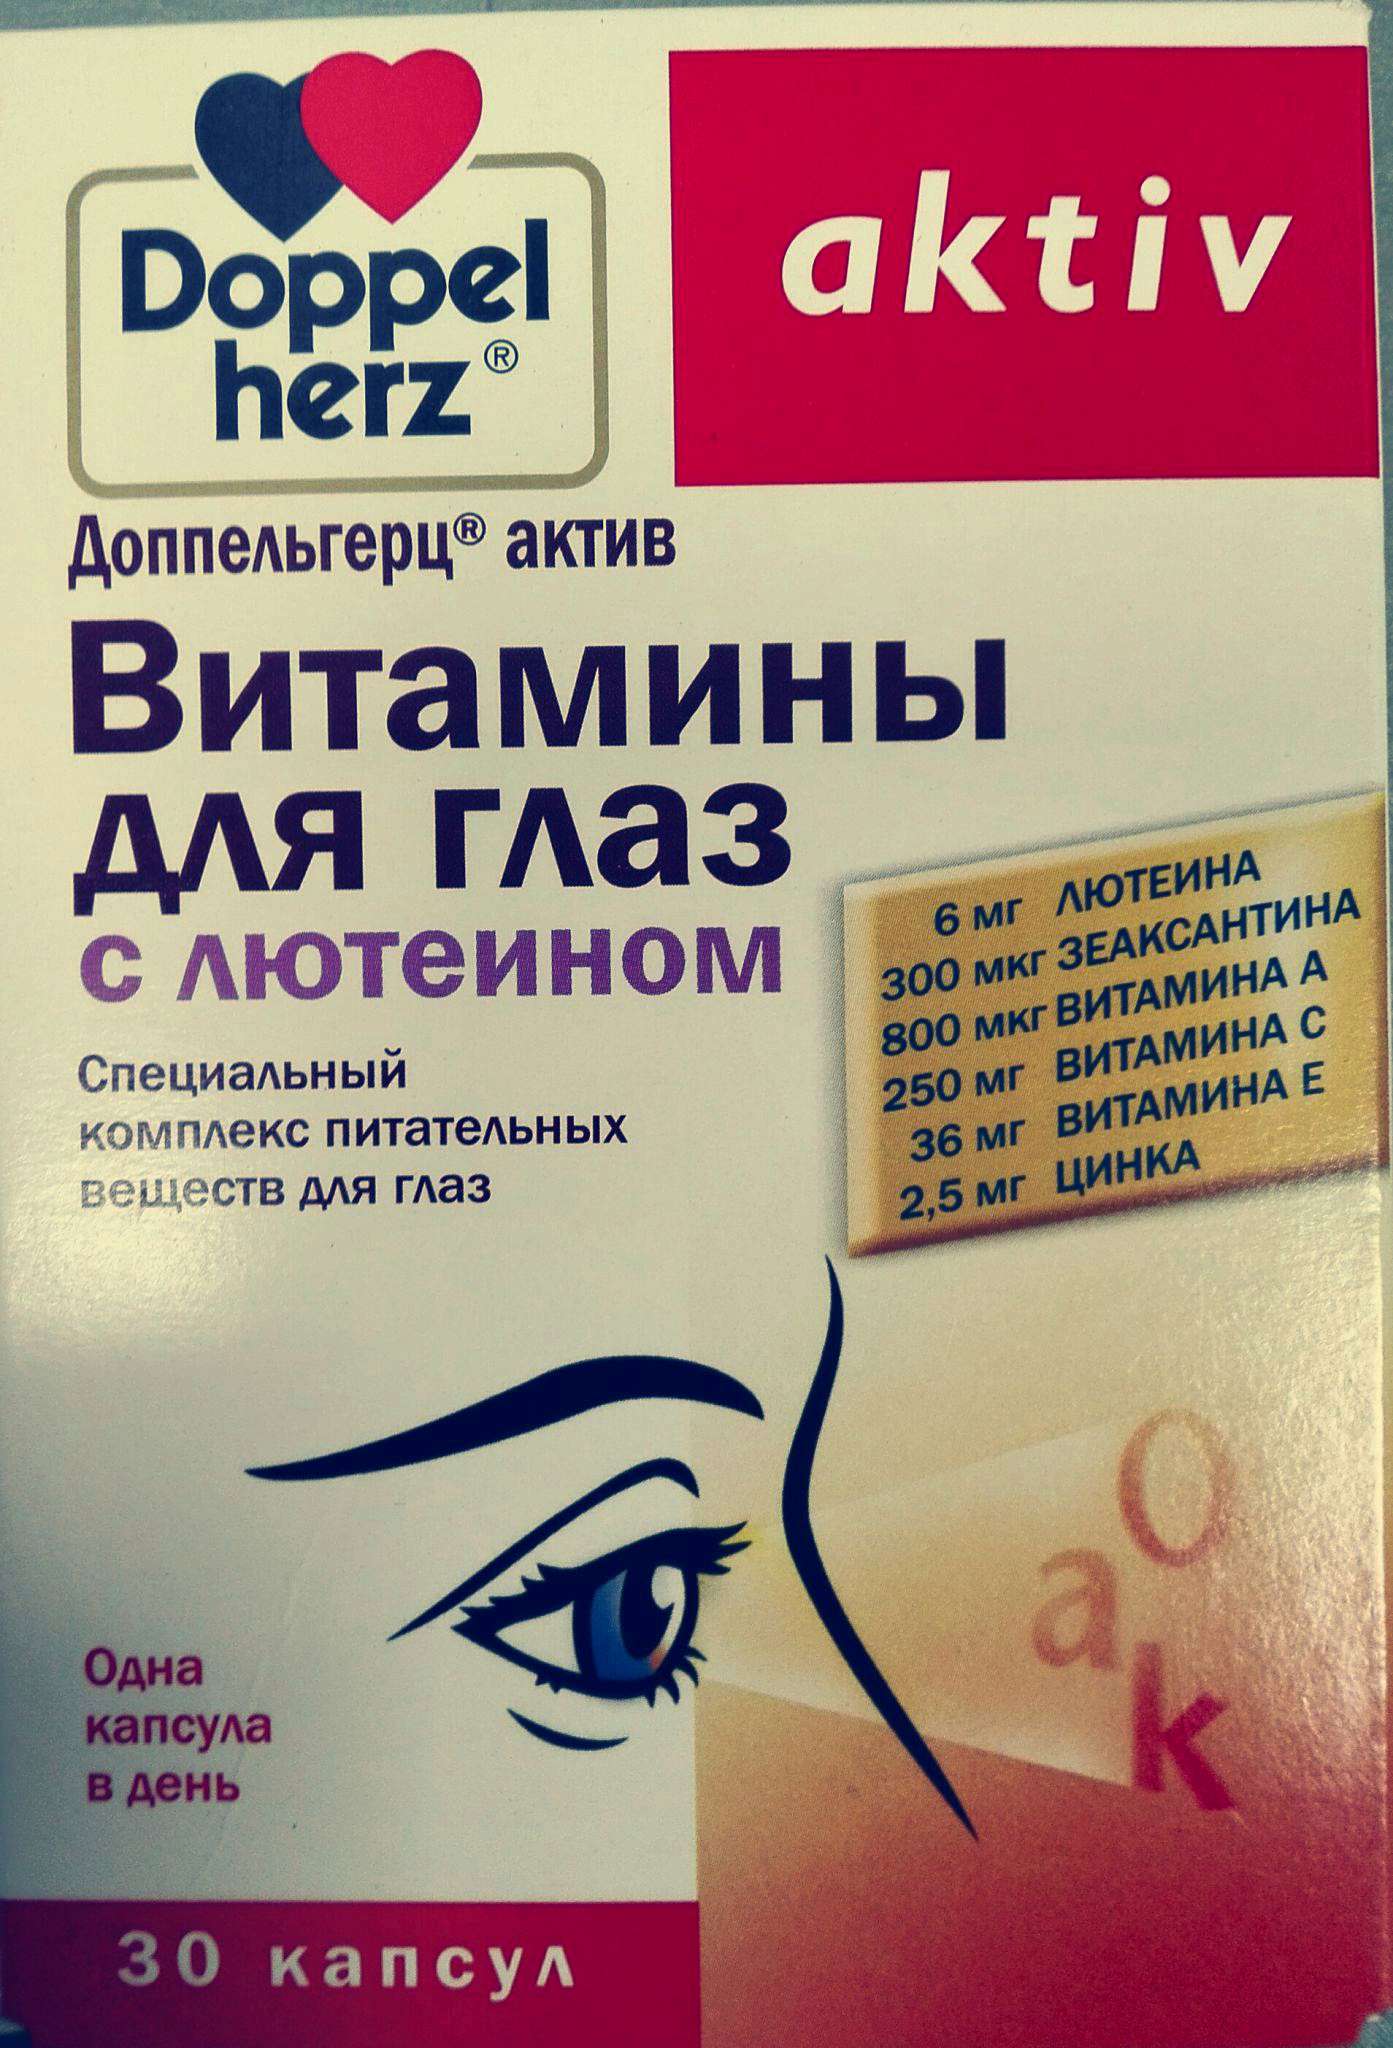 Doppel
herz®
aktiv
Доппельгерц® актив
Витамины
для глаз
с лютеином
6 мг ЛЮТЕИНА
300 мкг ЗЕАКСАНТИНА
800 мкг ВИТАМИНА А
250 мг ВИТАМИНА С
36 мг ВИТАМИНА Е
2,5 мг ЦИНКА
Специальный
комплекс питательных
веществ для глаз
О
а
k
Одна
капсула
в день
30 капсул